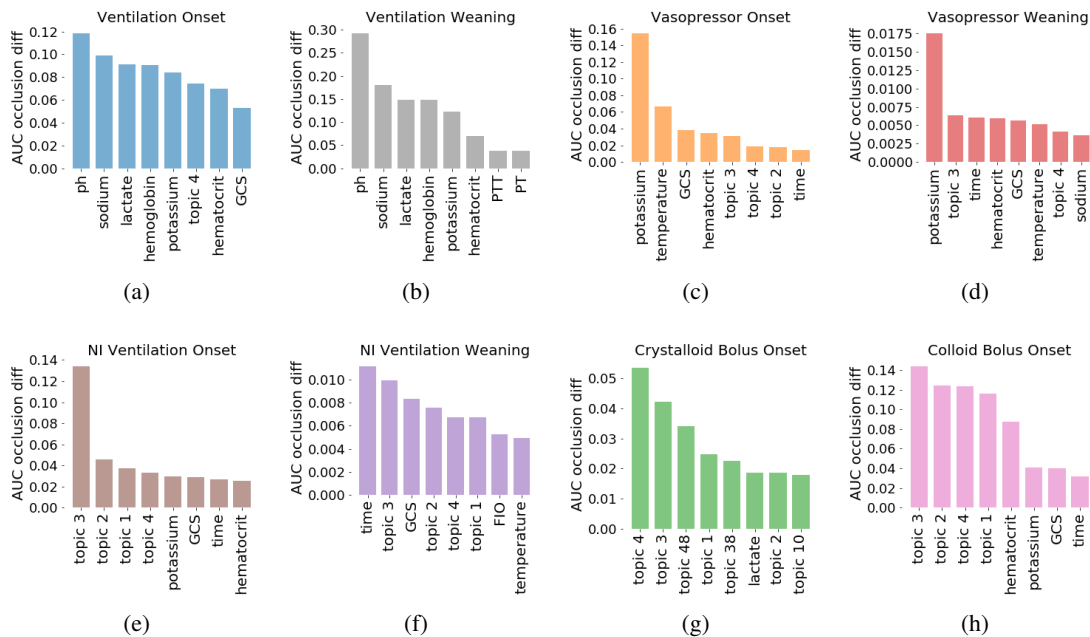 Ventilation Onset
AUC occlusion diff
0.12
0.10
0.08
0.06
0.04
0.02
0.00
ph
sodium
lactate
hemoglobin
potassium
topic 4
hematocrit
GCS
(a)
Ventilation Weaning
AUC occlusion diff
0.30
0.25
0.20
0.15
0.10
0.05
0.00
ph
sodium
lactate
hemoglobin
potassium
hematocrit
PTT
PT
(b)
Vasopressor Onset
AUC occlusion diff
0.16
0.14
0.12
0.10
0.08
0.06
0.04
0.02
0.00
potassium
temperature
GCS
hematocrit
topic 3
topic 4
topic 2
time
(c)
Vasopressor Weaning
AUC occlusion diff
0.0175
0.0150
0.0125
0.0100
0.0075
0.0050
0.0025
0.0000
potassium
topic 3
time
hematocrit
GCS
temperature
topic 4
sodium
(d)
NI Ventilation Onset
AUC occlusion diff
0.14
0.12
0.10
0.08
0.06
0.04
0.02
0.00
topic 3
topic 2
topic 1
topic 4
potassium
GCS
time
hematocrit
(e)
NI Ventilation Weaning
AUC occlusion diff
0.010
0.008
0.006
0.004
0.002
0.000
time
topic 3
GCS
topic 2
topic 4
topic 1
FIO
temperature
(f)
Crystalloid Bolus Onset
AUC occlusion diff
0.05
0.04
0.03
0.02
0.01
0.00
topic 4
topic 3
topic 48
topic 1
topic 38
lactate
topic 2
topic 10
(g)
Colloid Bolus Onset
AUC occlusion diff
0.14
0.12
0.10
0.08
0.06
0.04
0.02
0.00
topic 3
topic 2
topic 4
topic 1
hematocrit
potassium
GCS
time
(h)